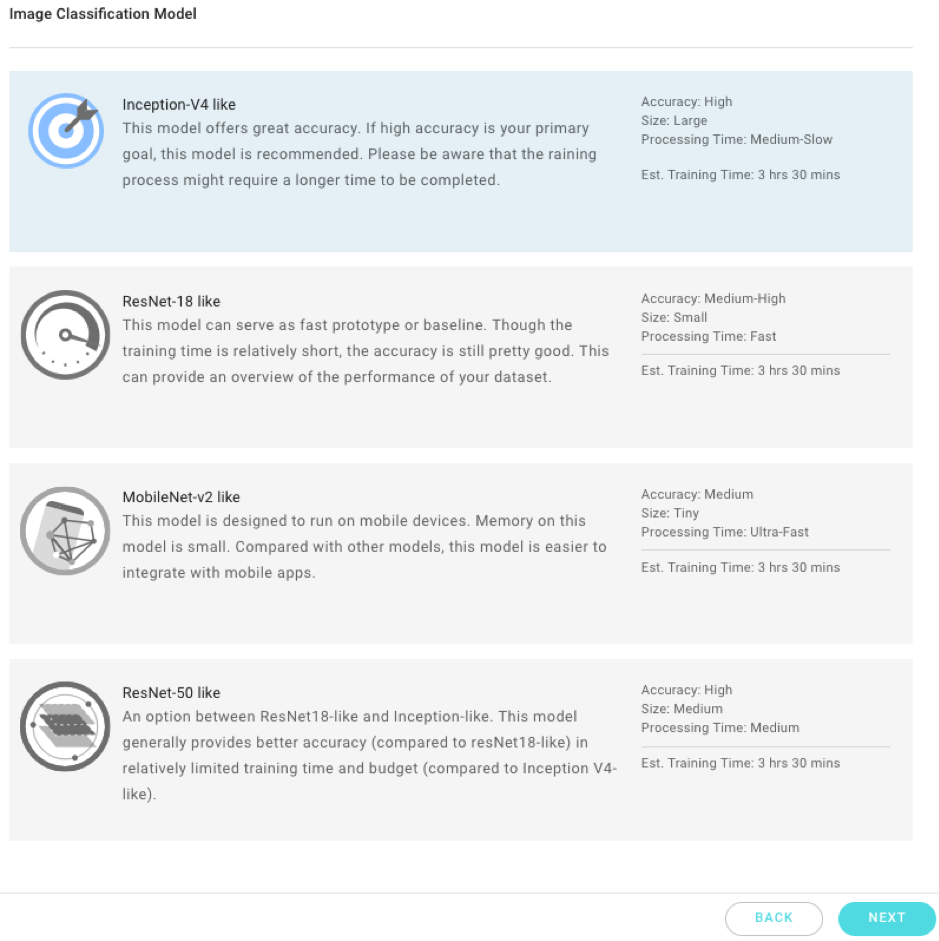 Image Classification Model
Inception-V4 like
This model offers great accuracy. If high accuracy is your primary
goal, this model is recommended. Please be aware that the raining
process might require a longer time to be completed.
Accuracy: High
Size: Large
Processing Time: Medium-Slow
Est. Training Time: 3 hrs 30 mins
ResNet-18 like
This model can serve as fast prototype or baseline. Though the
training time is relatively short, the accuracy is still pretty good. This
can provide an overview of the performance of your dataset.
Accuracy: Medium-High
Size: Small
Processing Time: Fast
Est. Training Time: 3 hrs 30 mins
MobileNet-v2 like
This model is designed to run on mobile devices. Memory on this
model is small. Compared with other models, this model is easier to
integrate with mobile apps.
Accuracy: Medium
Size: Tiny
Processing Time: Ultra-Fast
Est. Training Time: 3 hrs 30 mins
ResNet-50 like
An option between ResNet18-like and Inception-like. This model
generally provides better accuracy (compared to resNet18-like) in
relatively limited training time and budget (compared to Inception V4-
like).
Accuracy: High
Size: Medium
Processing Time: Medium
Est. Training Time: 3 hrs 30 mins
BACK
NEXT